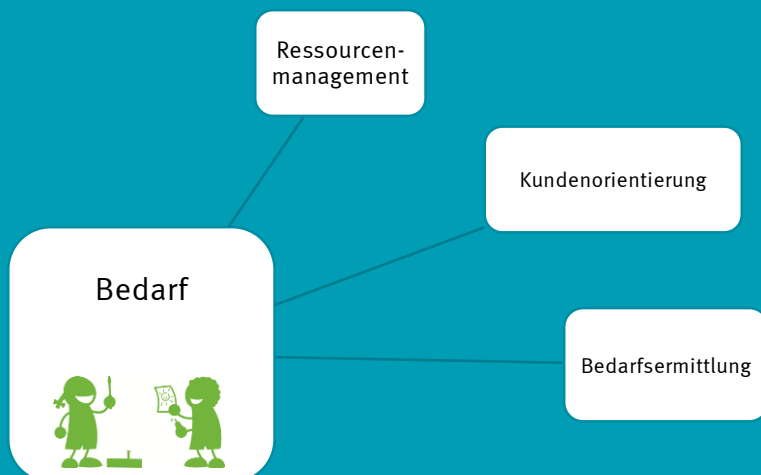 Ressourcen-
management
Kundenorientierung
Bedarf
Bedarfsermittlung